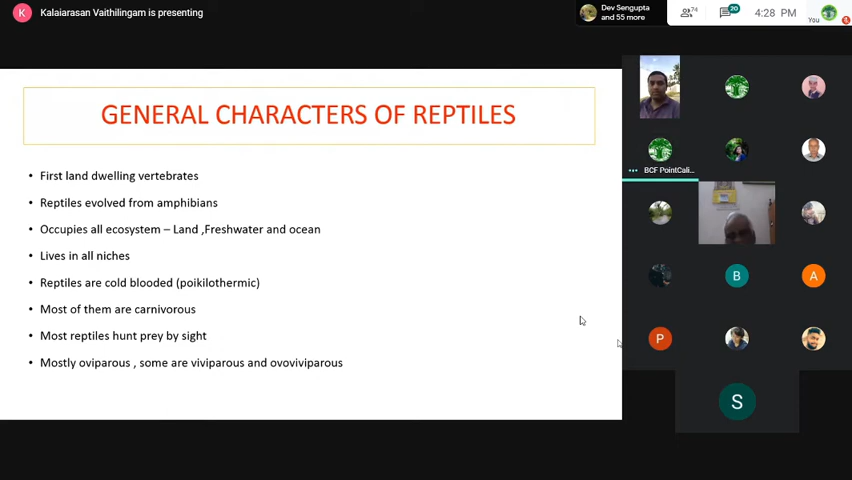 K
Kalaiarasan Vaithilingam is presenting
Dev Sengupta
and 55 more
74
20
4:28 PM
You
GENERAL CHARACTERS OF REPTILES
• First land dwelling vertebrates
• Reptiles evolved from amphibians
• Occupies all ecosystem – Land ,Freshwater and ocean
• Lives in all niches
• Reptiles are cold blooded (poikilothermic)
• Most of them are carnivorous
• Most reptiles hunt prey by sight
• Mostly oviparous , some are viviparous and ovoviviparous
BCF PointCali...
B
A
P
S